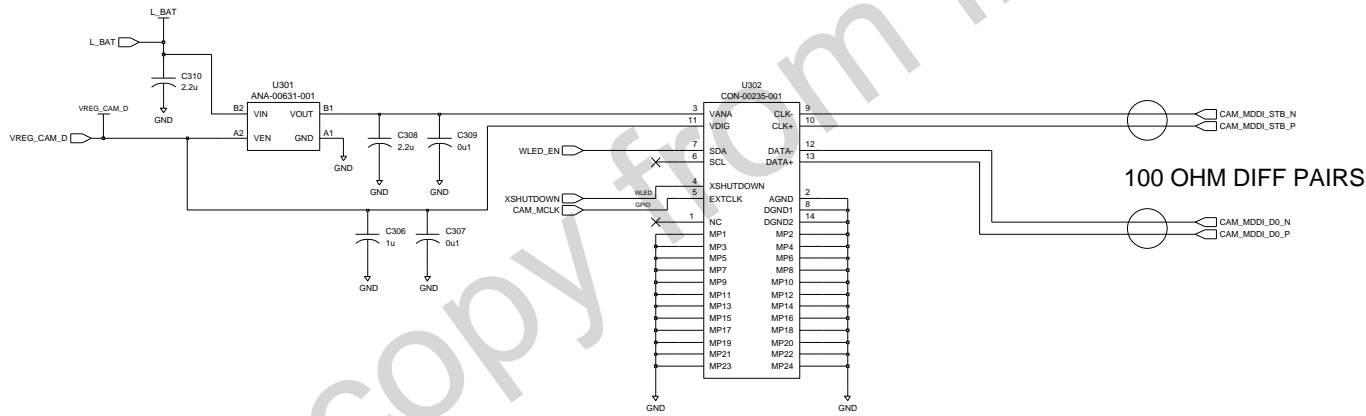 L_BAT
L_BAT
C310
2.2u
GND
VREG_CAM_D
VREG_CAM_D
U301
ANA-00631-001
B2 VIN VOUT B1
A2 VEN GND A1
GND
C308
2.2u
GND
C309
0u1
GND
C306
1u
GND
C307
0u1
GND
WLED_EN
XSHUTDOWN
CAM_MCLK
WLED
GPIO
U302
CON-00235-001
3 VANA CLK- 9
11 VDIG CLK+ 10
7 SDA DATA- 12
6 SCL DATA+ 13
4 XSHUTDOWN
5 EXTCLK AGND 2
DGND1 8
1 NC DGND2 14
MP1 MP2
MP3 MP4
MP5 MP6
MP7 MP8
MP9 MP10
MP11 MP12
MP13 MP14
MP15 MP16
MP17 MP18
MP19 MP20
MP21 MP22
MP23 MP24
GND
GND
CAM_MDDI_STB_N
CAM_MDDI_STB_P
100 OHM DIFF PAIRS
CAM_MDDI_D0_N
CAM_MDDI_D0_P
copy from